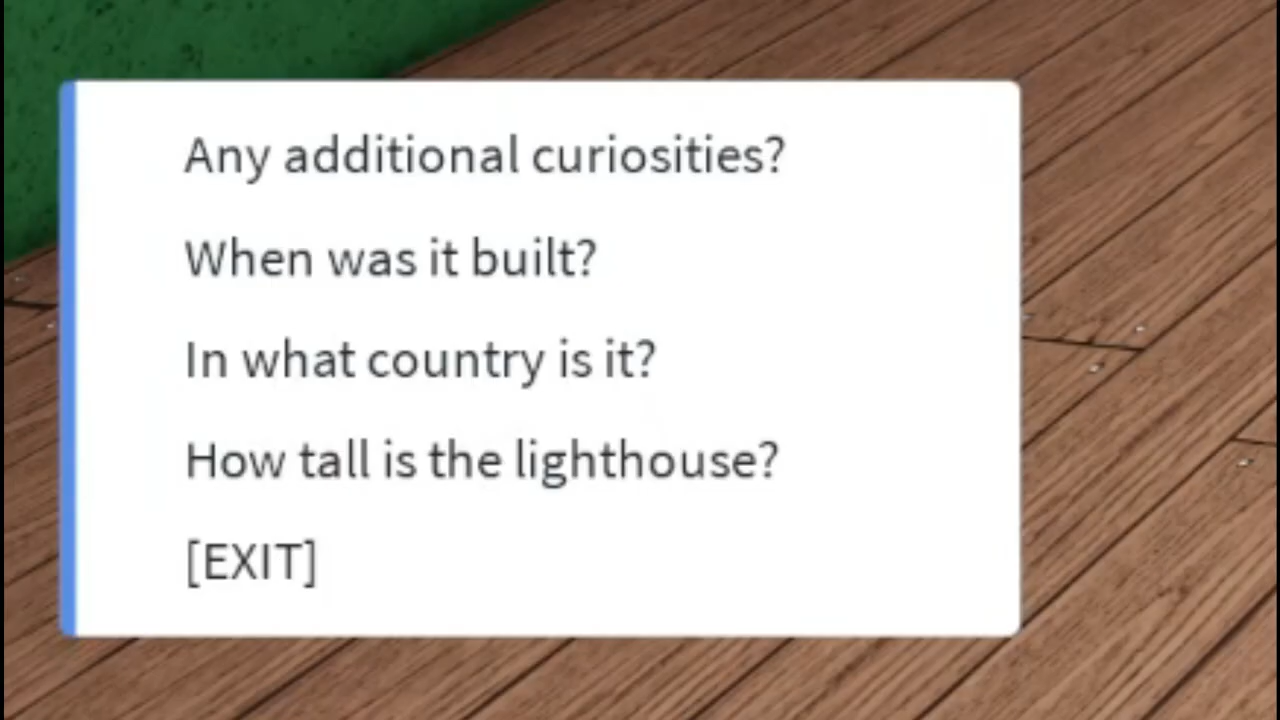 Any additional curiosities?
When was it built?
In what country is it?
How tall is the lighthouse?
[EXIT]